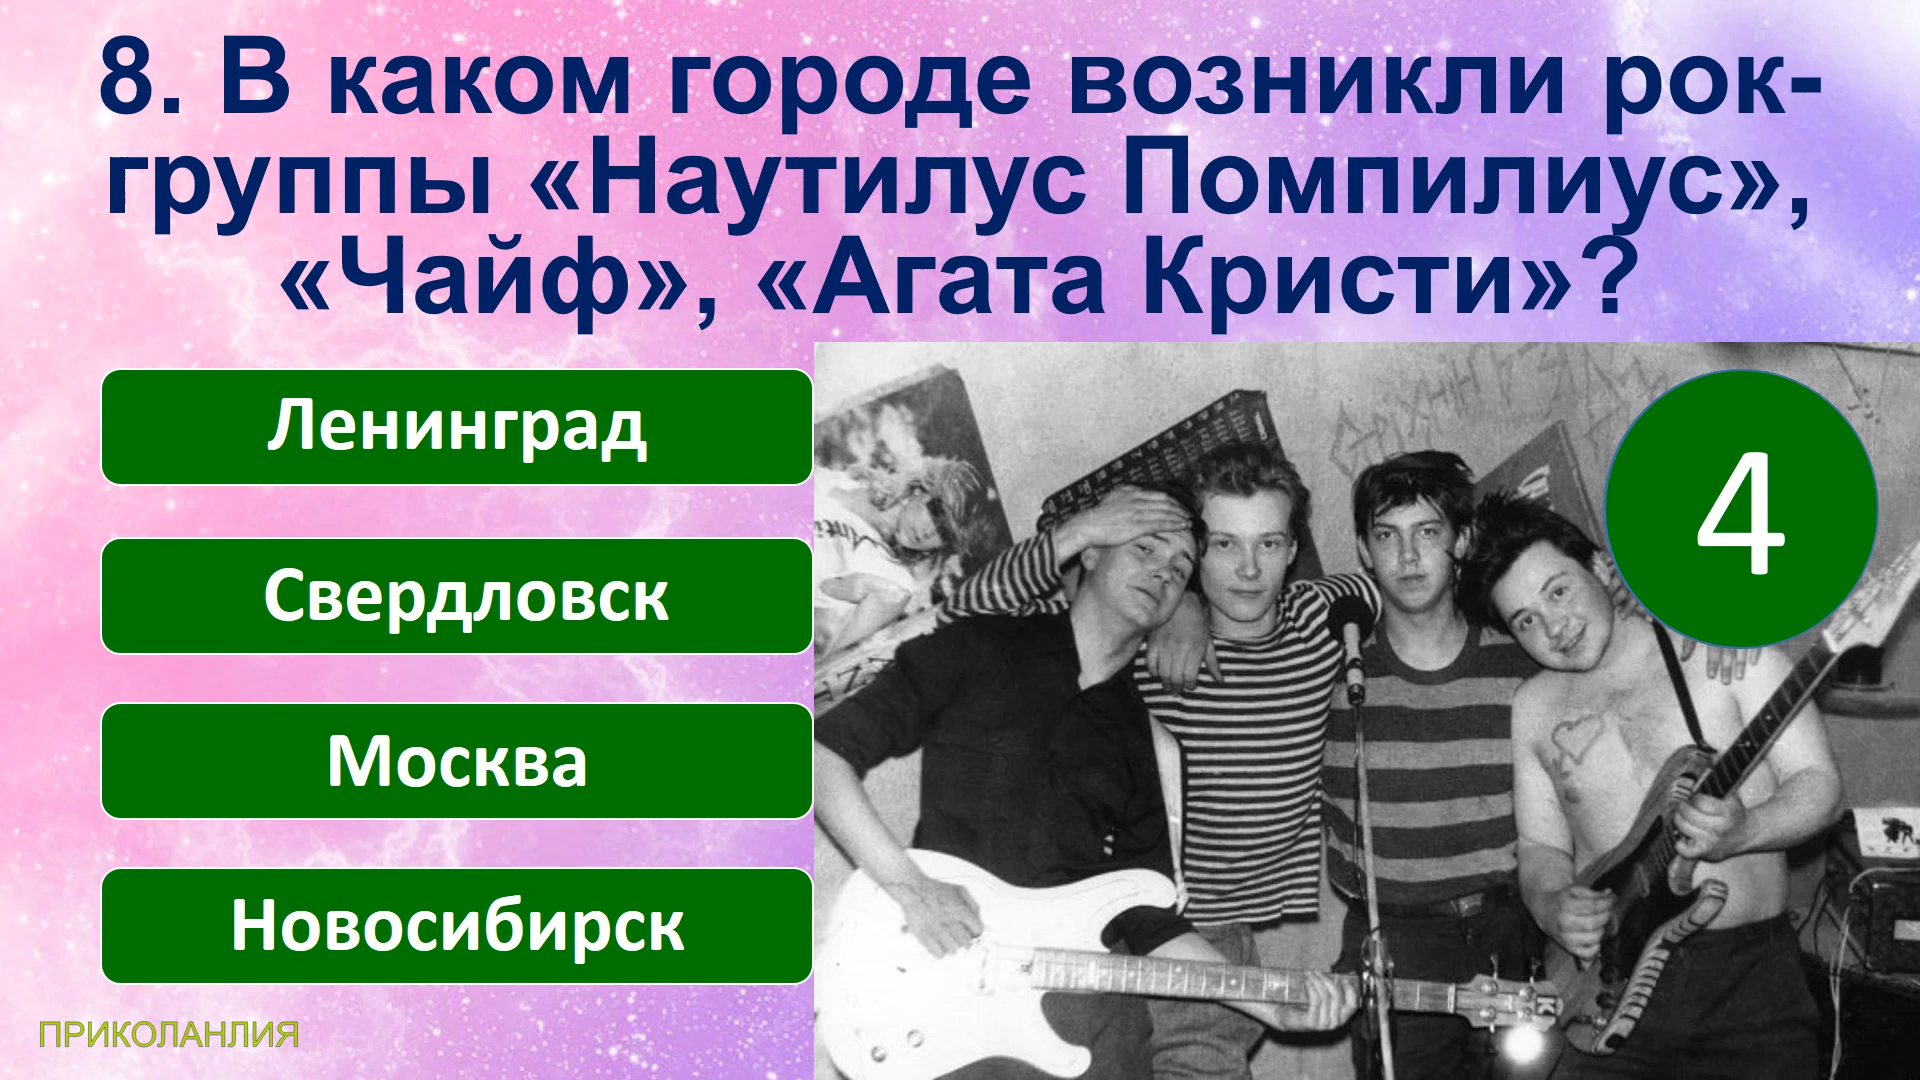 8. В каком городе возникли рок-
группы «Наутилус Помпилиус»,
«Чайф», «Агата Кристи»?
Ленинград
4
Свердловск
Москва
Новосибирск
ПРИКОЛАНЛИЯ